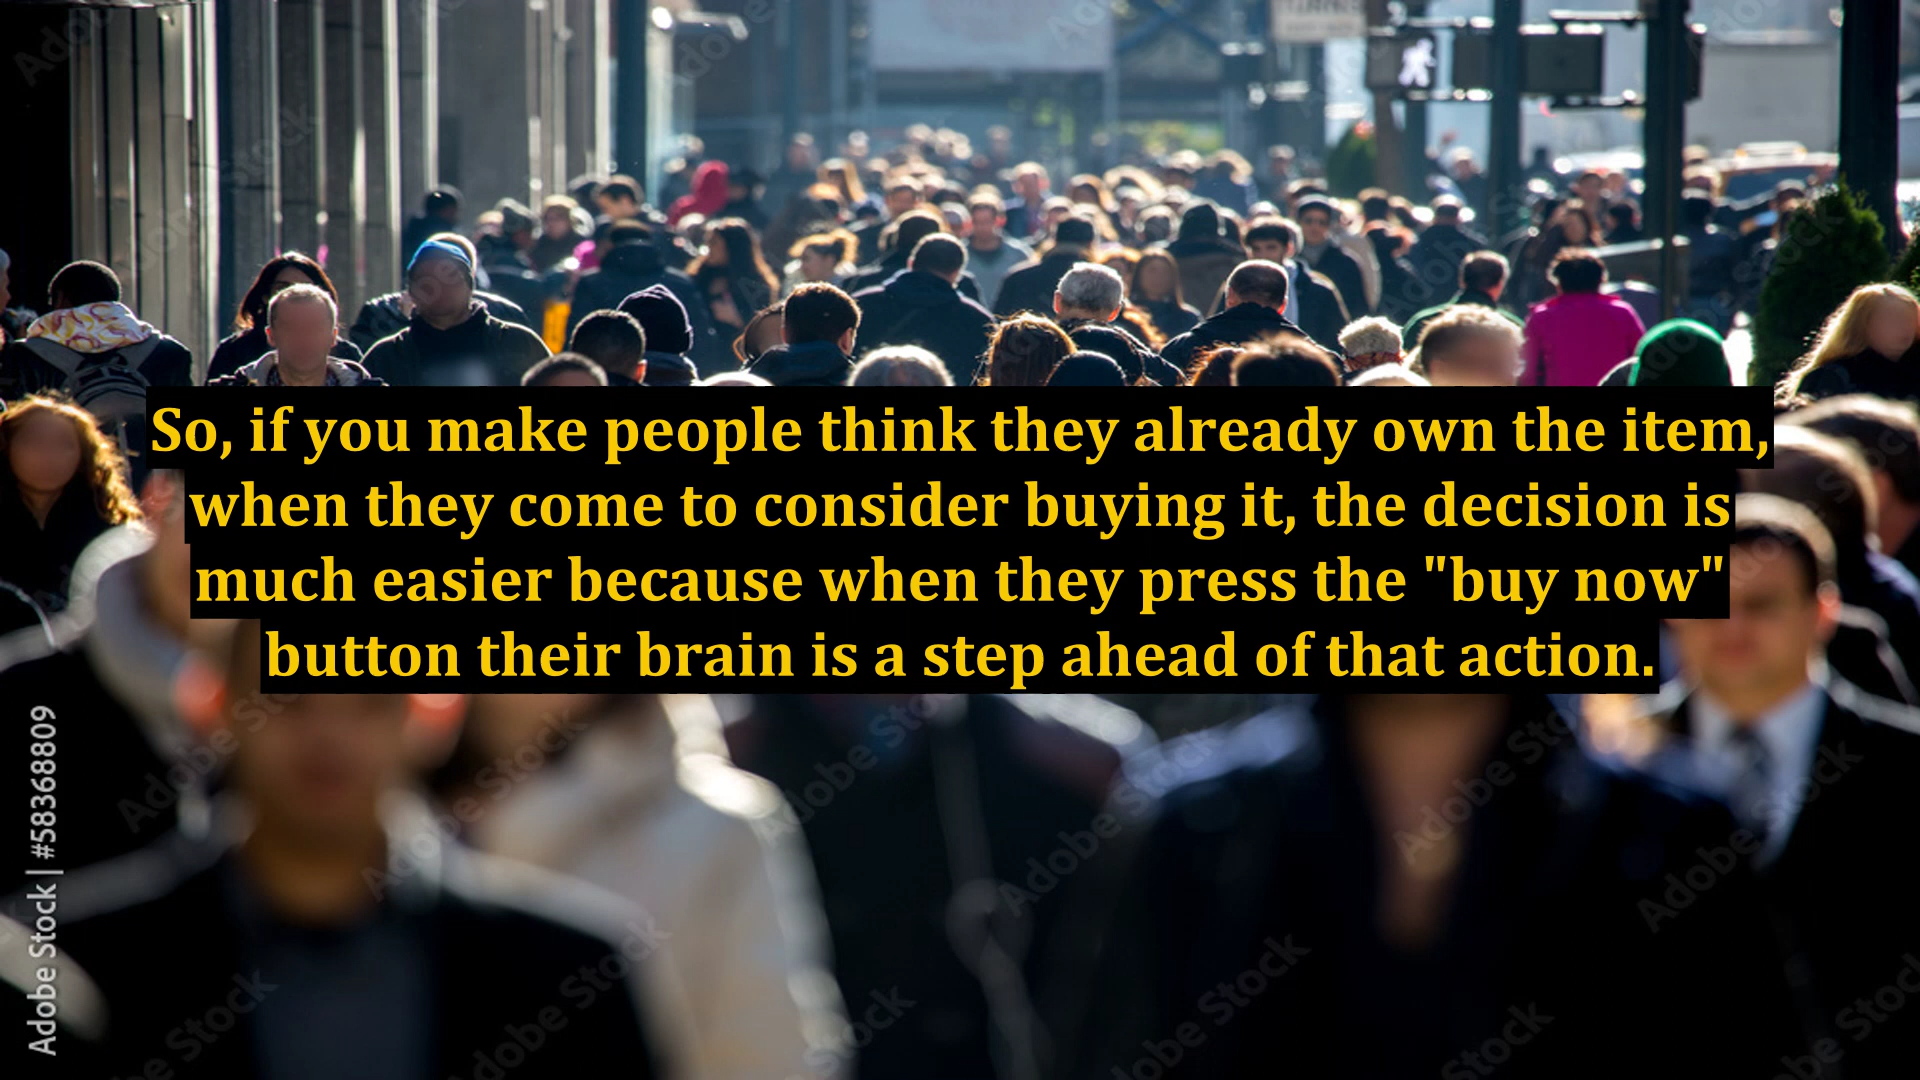 So, if you make people think they already own the item,
when they come to consider buying it, the decision is
much easier because when they press the "buy now"
button their brain is a step ahead of that action.
Adobe Stock | #58368809
Adobe Stock